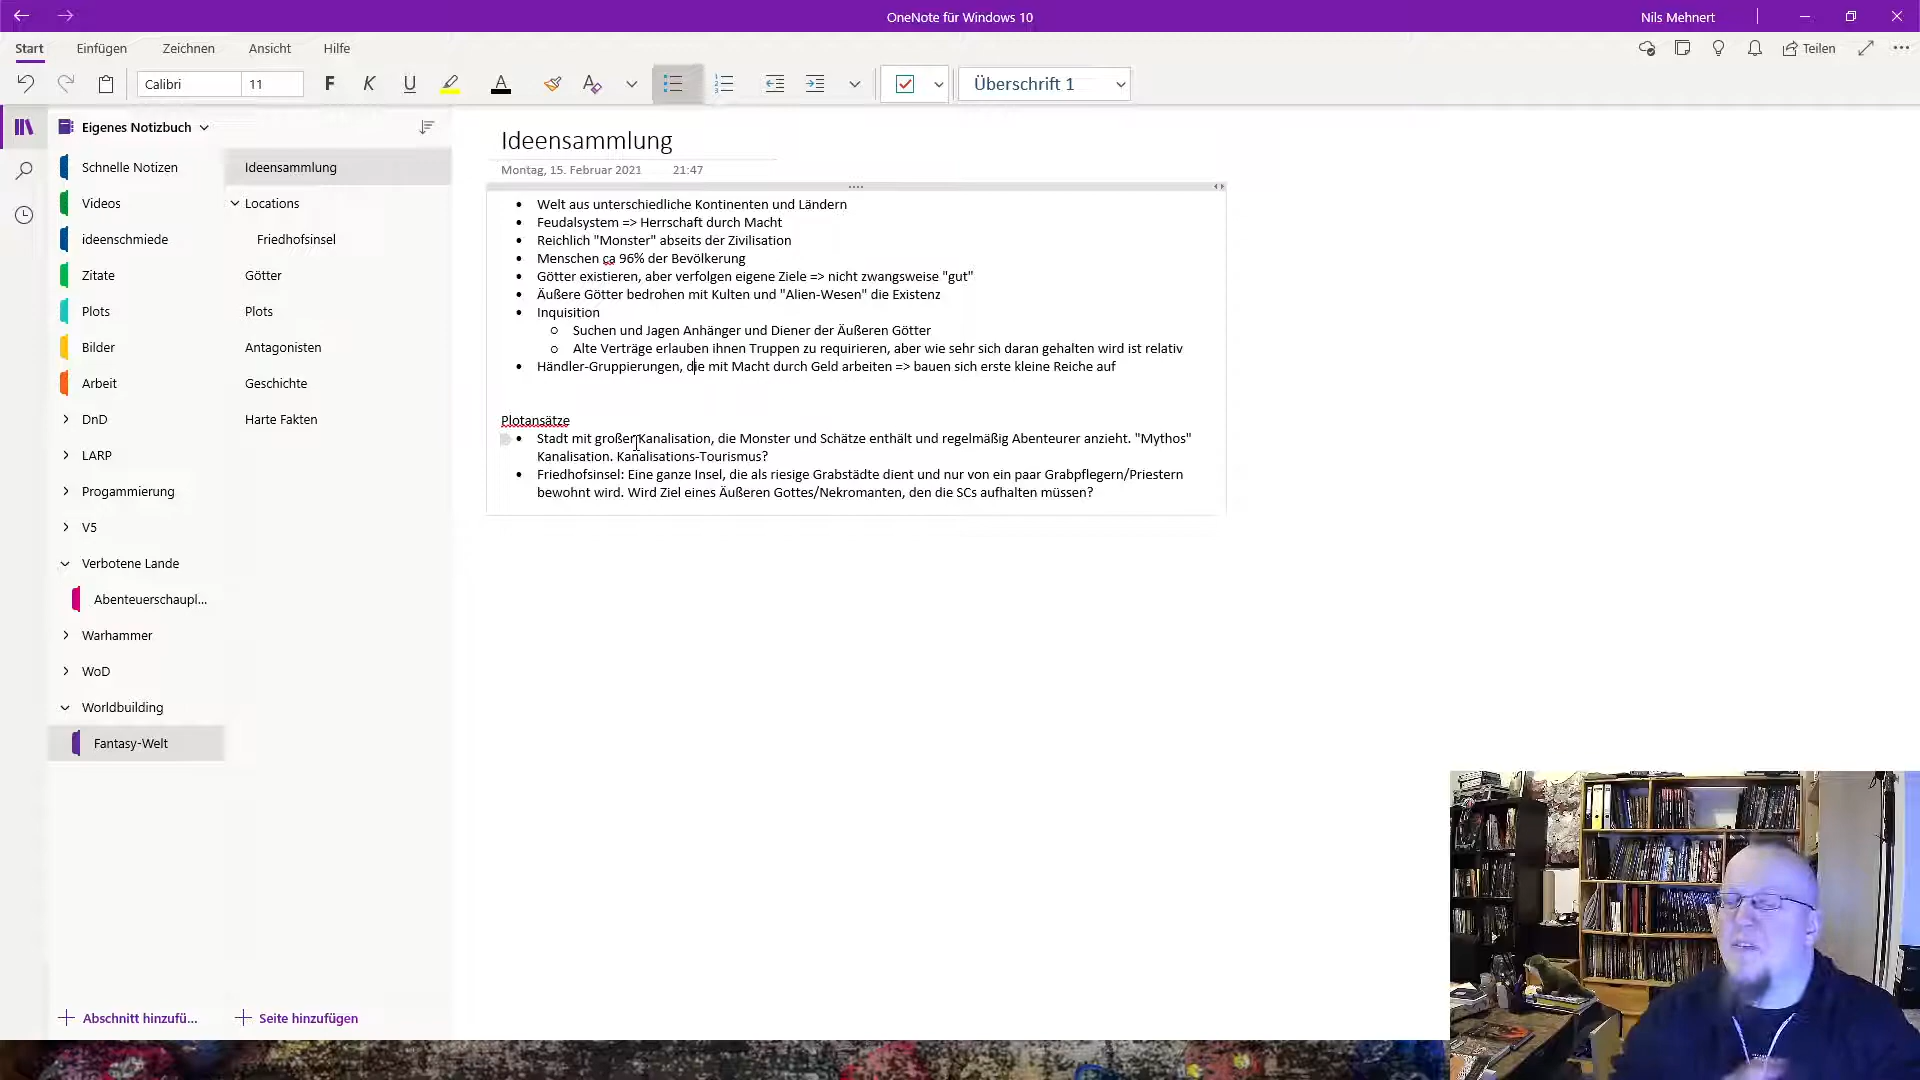 OneNote für Windows 10
Nils Mehnert
Start
Einfügen
Zeichnen
Ansicht
Hilfe
Teilen
Calibri
11
F
K
U
A
A
Überschrift 1
Eigenes Notizbuch
Schnelle Notizen
Videos
ideenschmiede
Zitate
Plots
Bilder
Arbeit
DnD
LARP
Progammierung
V5
Verbotene Lande
Abenteuerschaupl...
Warhammer
WoD
Worldbuilding
Fantasy-Welt
Abschnitt hinzufü...
Ideensammlung
Locations
Friedhofsinsel
Götter
Plots
Antagonisten
Geschichte
Harte Fakten
Seite hinzufügen
Ideensammlung
Montag, 15. Februar 2021 21:47
• Welt aus unterschiedliche Kontinenten und Ländern
• Feudalsystem => Herrschaft durch Macht
• Reichlich "Monster" abseits der Zivilisation
• Menschen ca 96% der Bevölkerung
• Götter existieren, aber verfolgen eigene Ziele => nicht zwangsweise "gut"
• Äußere Götter bedrohen mit Kulten und "Alien-Wesen" die Existenz
• Inquisition
○ Suchen und Jagen Anhänger und Diener der Äußeren Götter
○ Alte Verträge erlauben ihnen Truppen zu requirieren, aber wie sehr sich daran gehalten wird ist relativ
• Händler-Gruppierungen, die mit Macht durch Geld arbeiten => bauen sich erste kleine Reiche auf
Plotansätze
• Stadt mit großer Kanalisation, die Monster und Schätze enthält und regelmäßig Abenteurer anzieht. "Mythos"
Kanalisation. Kanalisations-Tourismus?
• Friedhofsinsel: Eine ganze Insel, die als riesige Grabstädte dient und nur von ein paar Grabpflegern/Priestern
bewohnt wird. Wird Ziel eines Äußeren Gottes/Nekromanten, den die SCs aufhalten müssen?